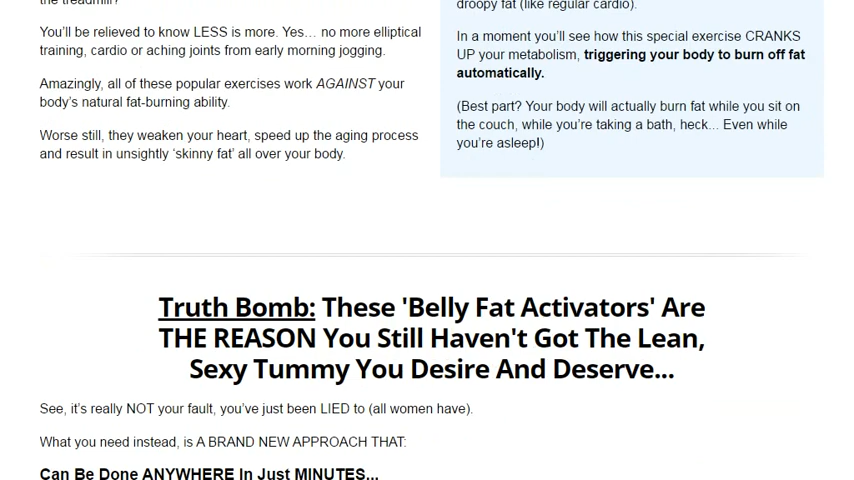 the treadmill?
You'll be relieved to know LESS is more. Yes… no more elliptical
training, cardio or aching joints from early morning jogging.
Amazingly, all of these popular exercises work AGAINST your
body's natural fat-burning ability.
Worse still, they weaken your heart, speed up the aging process
and result in unsightly 'skinny fat' all over your body.
droopy fat (like regular cardio).
In a moment you'll see how this special exercise CRANKS
UP your metabolism, triggering your body to burn off fat
automatically.
(Best part? Your body will actually burn fat while you sit on
the couch, while you're taking a bath, heck... Even while
you're asleep!)
Truth Bomb: These 'Belly Fat Activators' Are
THE REASON You Still Haven't Got The Lean,
Sexy Tummy You Desire And Deserve...
See, it's really NOT your fault, you've just been LIED to (all women have).
What you need instead, is A BRAND NEW APPROACH THAT:
Can Be Done ANYWHERE In Just MINUTES...